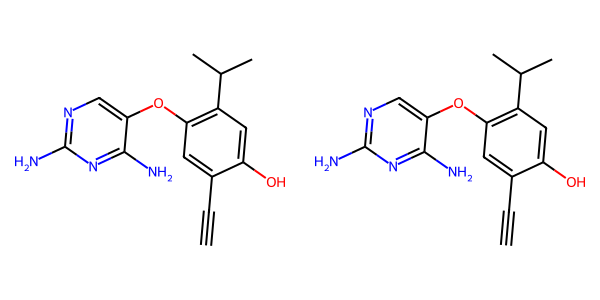 N O N O
H₂N N NH₂ OH H₂N N NH₂ OH